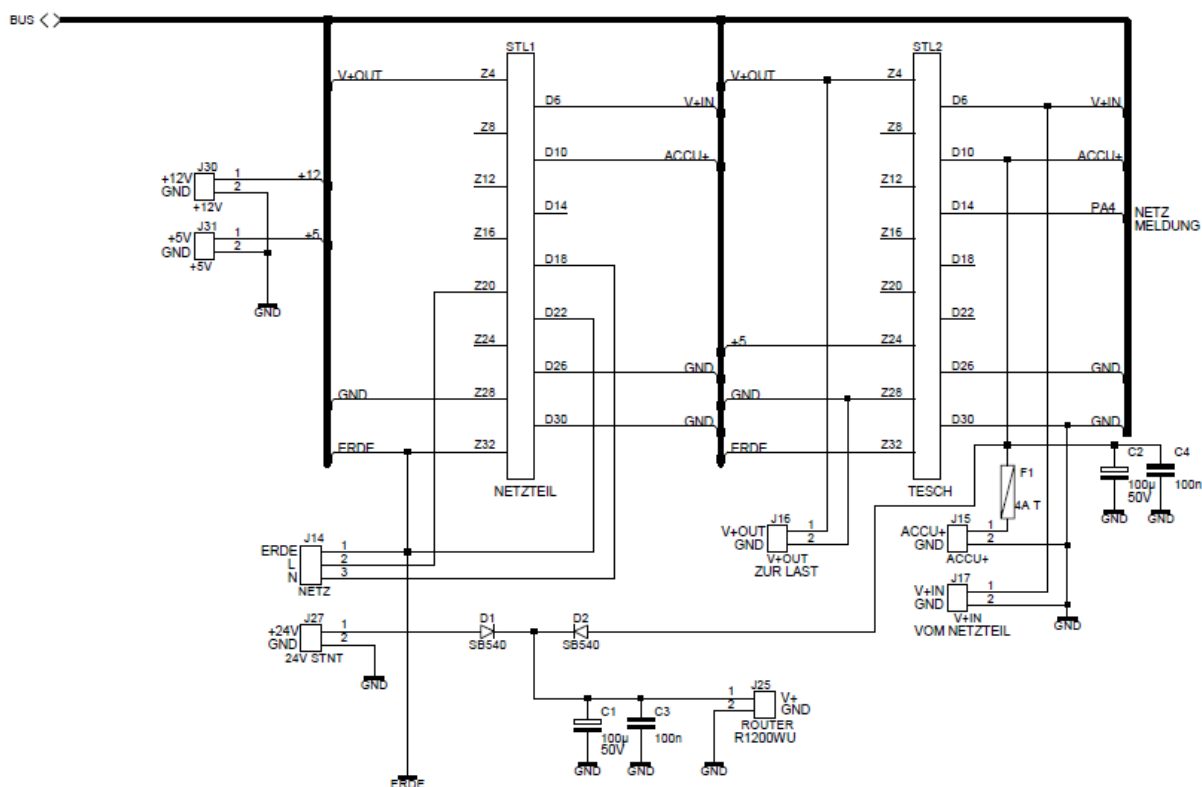 BUS
STL1
STL2
V+OUT Z4
V+OUT Z4
D6 V+IN
D6 V+IN
Z8
Z8
D10 ACCU+
D10 ACCU+
J30
+12V 1 +12
GND 2
+12V
Z12
Z12
D14
D14 PA4 NETZ
MELDUNG
J31
+5V 1 +5
GND 2
+5V
Z16
Z16
D18
D18
Z20
Z20
GND
D22
D22
Z24
+5 Z24
D26 GND
D26 GND
GND Z28
GND Z28
D30 GND
D30 GND
ERDE Z32
ERDE Z32
NETZTEIL
TESCH
F1
4A T
C2
100µ
50V
C4
100n
GND
GND
J16
V+OUT 1
GND 2
V+OUT
ZUR LAST
J15
ACCU+ 1
GND 2
ACCU+
J14
ERDE 1
L 2
N 3
NETZ
J17
V+IN 1
GND 2
V+IN
VOM NETZTEIL
GND
J27
+24V 1
GND 2
24V STNT
D1
SB540
D2
SB540
GND
J25
1 V+
2 GND
ROUTER
R1200WU
C1
100µ
50V
C3
100n
GND
GND
GND
ERDE